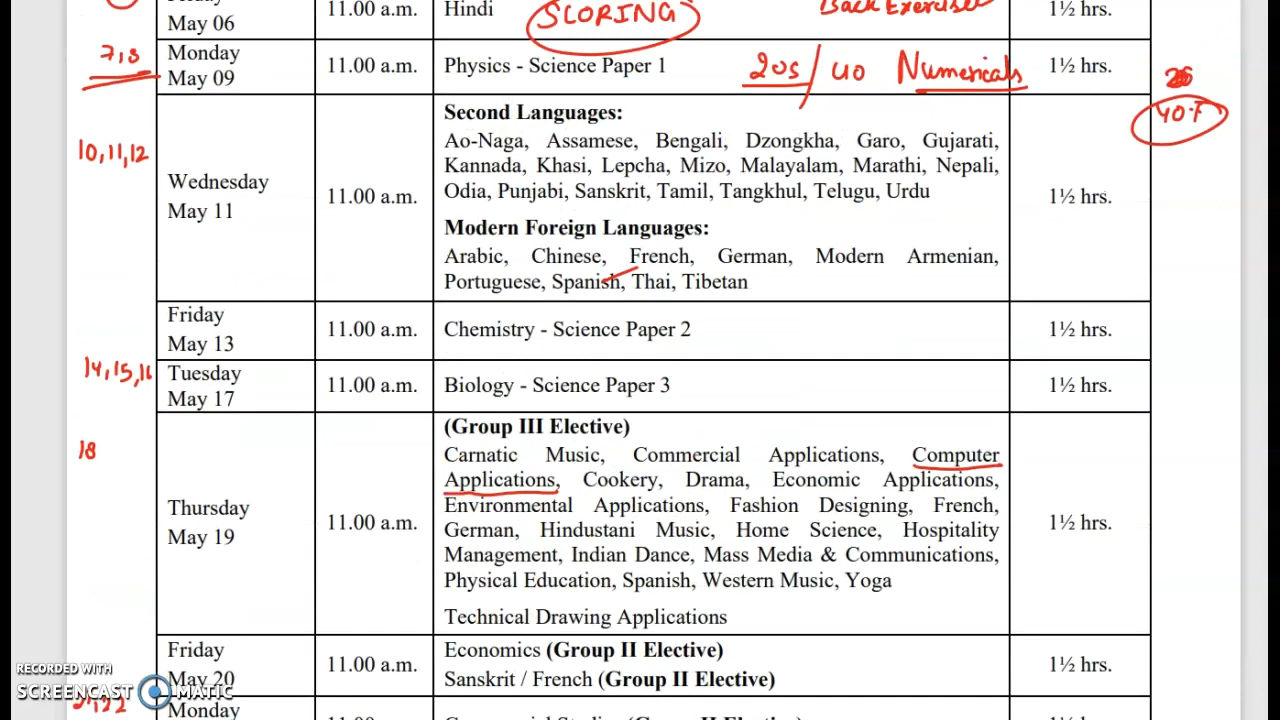 11.00 a.m. Hindi SCORING Back Exercises 1½ hrs.
May 06
7,8 Monday
May 09
11.00 a.m. Physics - Science Paper 1 20s/40 Numericals 1½ hrs.
10,11,12
Wednesday
May 11
11.00 a.m.
Second Languages:
Ao-Naga, Assamese, Bengali, Dzongkha, Garo, Gujarati,
Kannada, Khasi, Lepcha, Mizo, Malayalam, Marathi, Nepali,
Odia, Punjabi, Sanskrit, Tamil, Tangkhul, Telugu, Urdu
Modern Foreign Languages:
Arabic, Chinese, French, German, Modern Armenian,
Portuguese, Spanish, Thai, Tibetan
1½ hrs.
Friday
May 13
11.00 a.m. Chemistry - Science Paper 2 1½ hrs.
14,15,16
Tuesday
May 17
11.00 a.m. Biology - Science Paper 3 1½ hrs.
18
Thursday
May 19
11.00 a.m.
(Group III Elective)
Carnatic Music, Commercial Applications, Computer
Applications, Cookery, Drama, Economic Applications,
Environmental Applications, Fashion Designing, French,
German, Hindustani Music, Home Science, Hospitality
Management, Indian Dance, Mass Media & Communications,
Physical Education, Spanish, Western Music, Yoga
Technical Drawing Applications
1½ hrs.
Friday
May 20
11.00 a.m.
Economics (Group II Elective)
Sanskrit / French (Group II Elective)
1½ hrs.
Monday
RECORDED WITH
SCREENCAST MATIC